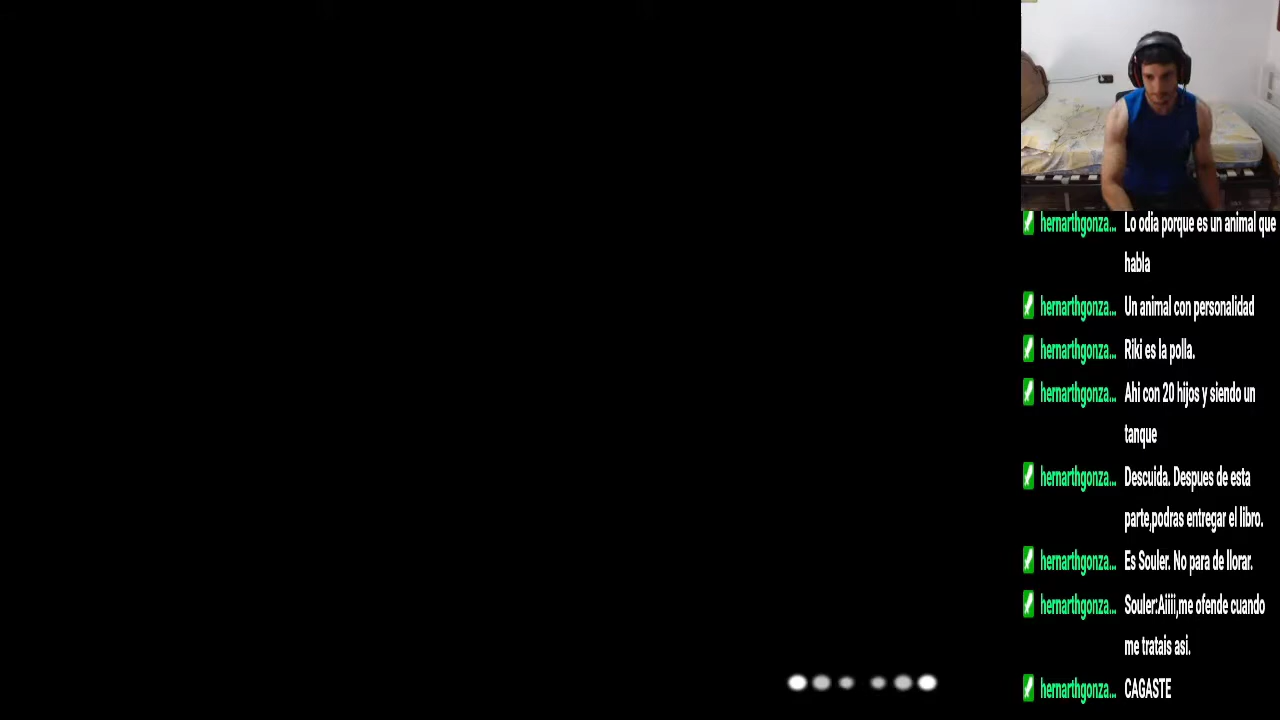 hernarthgonza... Lo odia porque es un animal que
habla
hernarthgonza... Un animal con personalidad
hernarthgonza... Riki es la polla.
hernarthgonza... Ahi con 20 hijos y siendo un
tanque
hernarthgonza... Descuida. Despues de esta
parte,podras entregar el libro.
hernarthgonza... Es Souler. No para de llorar.
hernarthgonza... Souler:Aiiii,me ofende cuando
me tratais asi.
hernarthgonza... CAGASTE